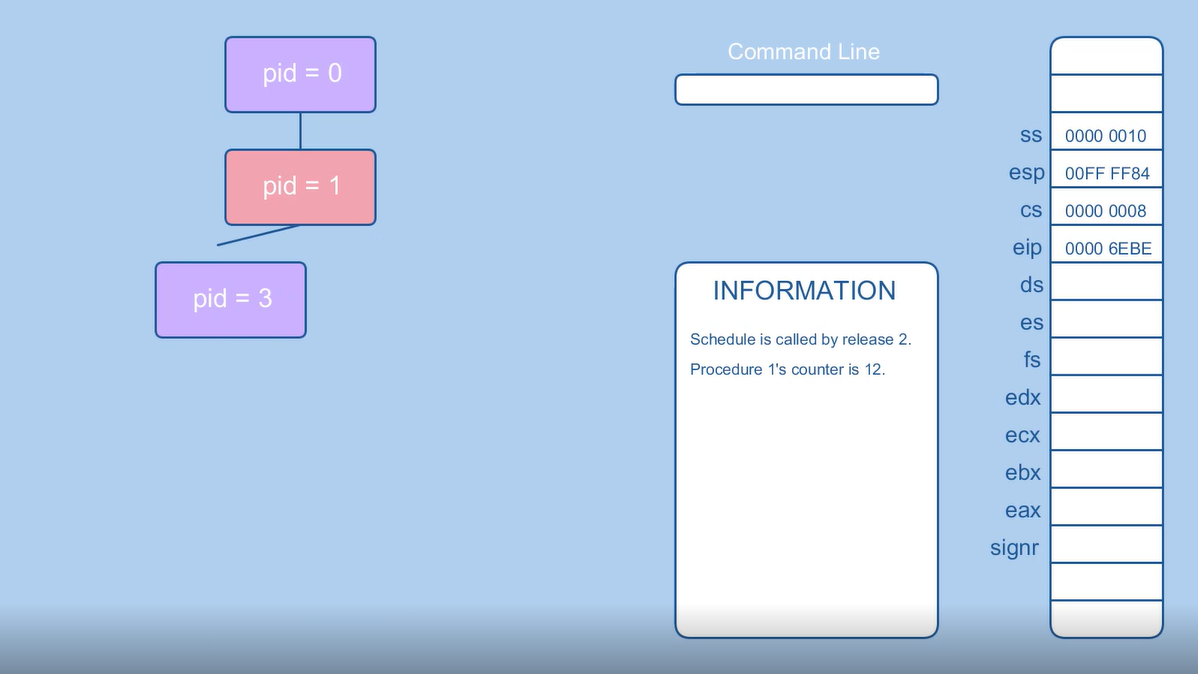 pid = 0
pid = 1
pid = 3
Command Line
INFORMATION
Schedule is called by release 2.
Procedure 1's counter is 12.
ss 0000 0010
esp 00FF FF84
cs 0000 0008
eip 0000 6EBE
ds
es
fs
edx
ecx
ebx
eax
signr